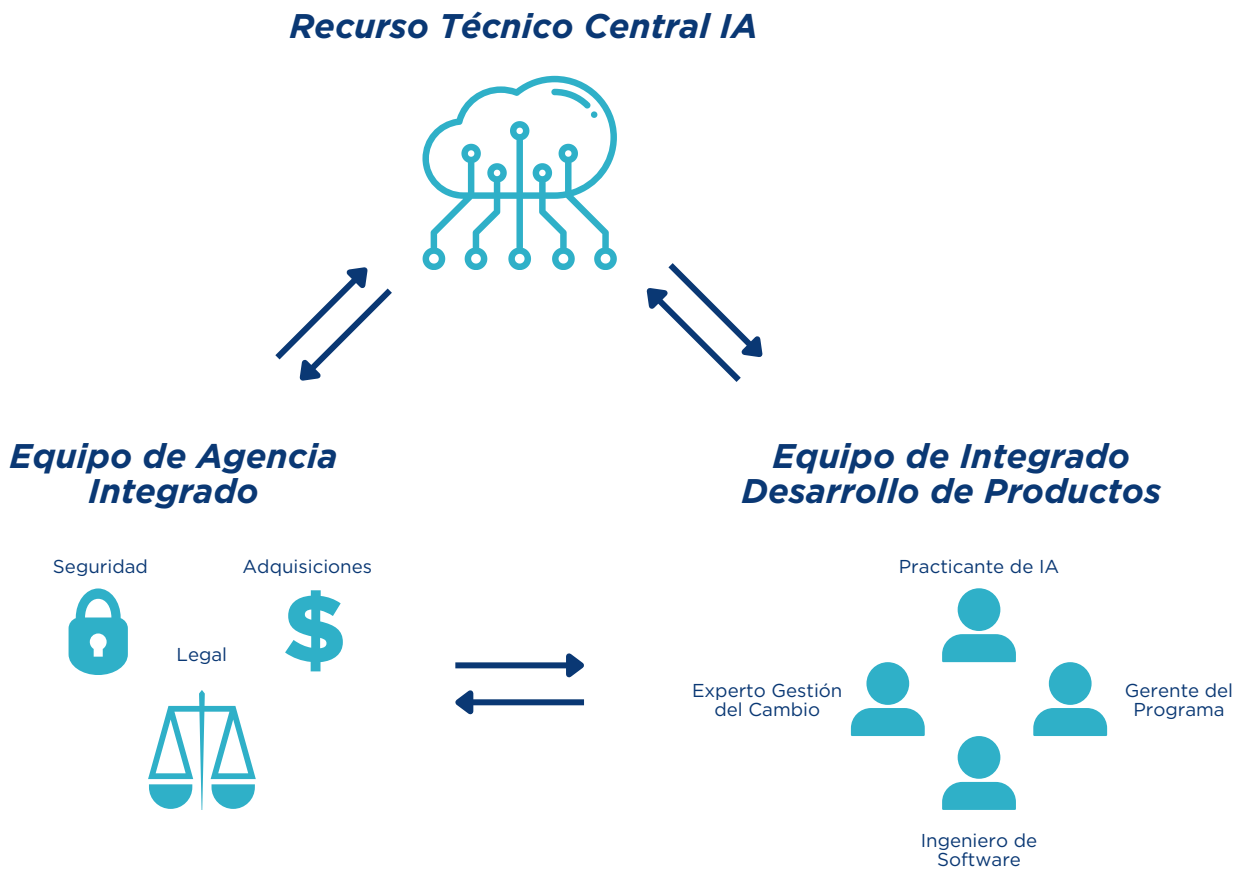 Recurso Técnico Central IA
Equipo de Agencia
Integrado
Seguridad
Adquisiciones
Legal
Equipo de Integrado
Desarrollo de Productos
Practicante de IA
Experto Gestión
del Cambio
Gerente del
Programa
Ingeniero de
Software